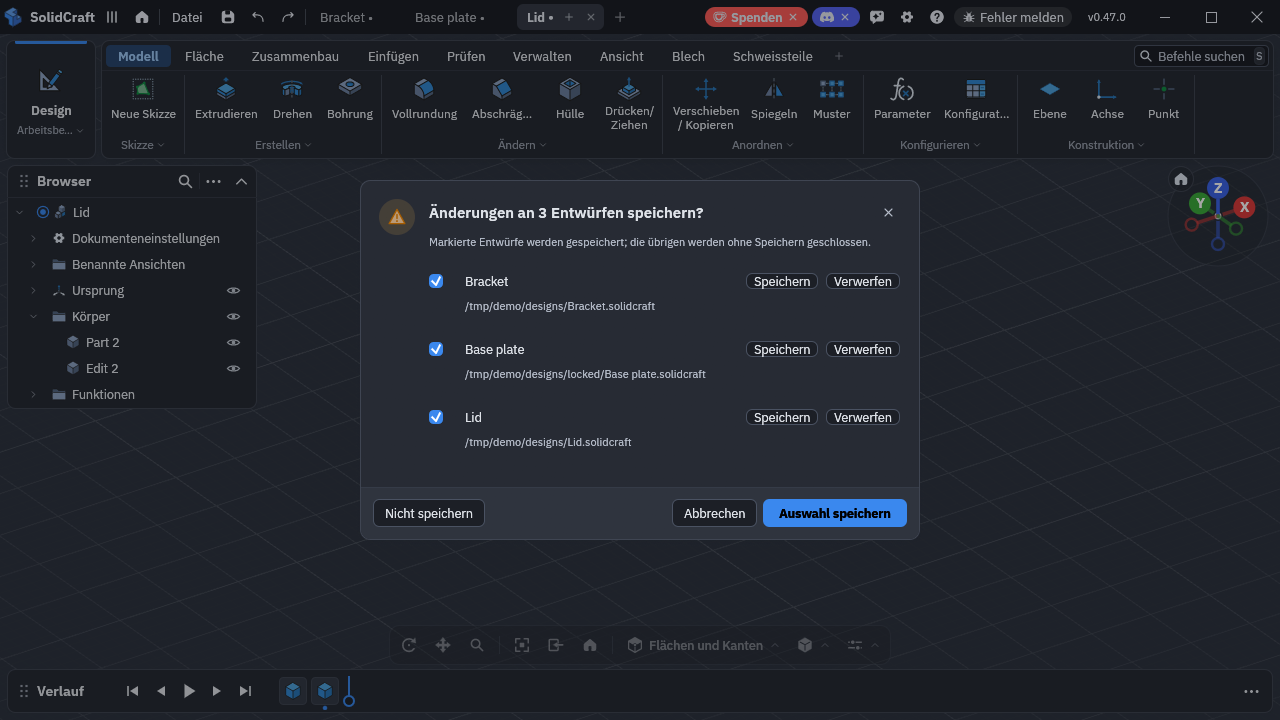 SolidCraft
Datei
Bracket •
Base plate •
Lid •
Spenden
Fehler melden
v0.47.0
Design
Arbeitsbe...
Modell
Fläche
Zusammenbau
Einfügen
Prüfen
Verwalten
Ansicht
Blech
Schweissteile
Befehle suchen
S
Neue Skizze
Extrudieren
Drehen
Bohrung
Vollrundung
Abschräg...
Hülle
Drücken/
Ziehen
Verschieben
/ Kopieren
Spiegeln
Muster
Parameter
Konfigurat...
Ebene
Achse
Punkt
Skizze
Erstellen
Ändern
Anordnen
Konfigurieren
Konstruktion
Browser
Lid
Dokumenteneinstellungen
Benannte Ansichten
Ursprung
Körper
Part 2
Edit 2
Funktionen
Z
Y
X
Änderungen an 3 Entwürfen speichern?
Markierte Entwürfe werden gespeichert; die übrigen werden ohne Speichern geschlossen.
Bracket
Speichern
Verwerfen
/tmp/demo/designs/Bracket.solidcraft
Base plate
Speichern
Verwerfen
/tmp/demo/designs/locked/Base plate.solidcraft
Lid
Speichern
Verwerfen
/tmp/demo/designs/Lid.solidcraft
Nicht speichern
Abbrechen
Auswahl speichern
Flächen und Kanten
Verlauf